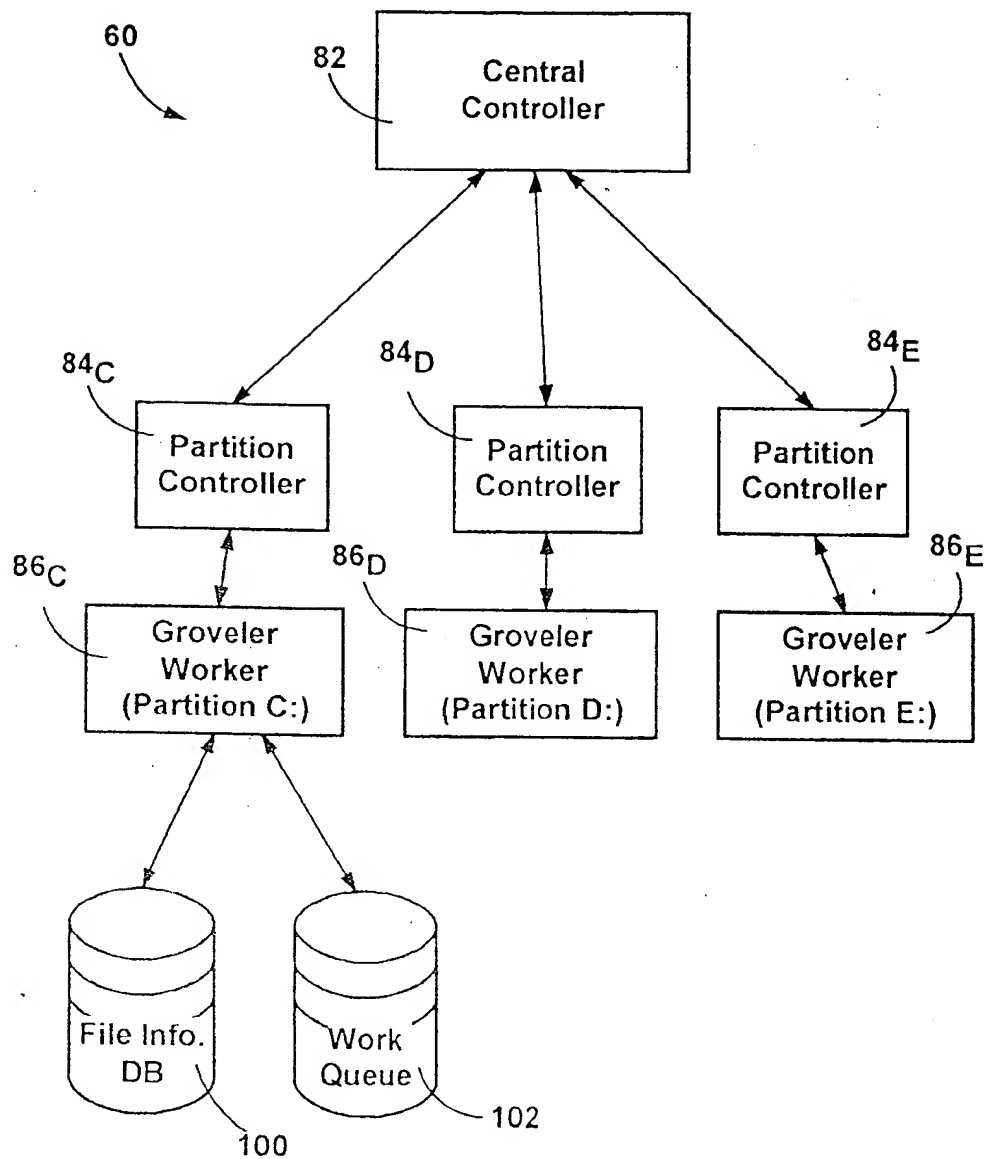 60
82
Central
Controller
84C
84D
84E
Partition
Controller
Partition
Controller
Partition
Controller
86C
86D
86E
Groveler
Worker
(Partition C:)
Groveler
Worker
(Partition D:)
Groveler
Worker
(Partition E:)
File Info.
DB
Work
Queue
100
102